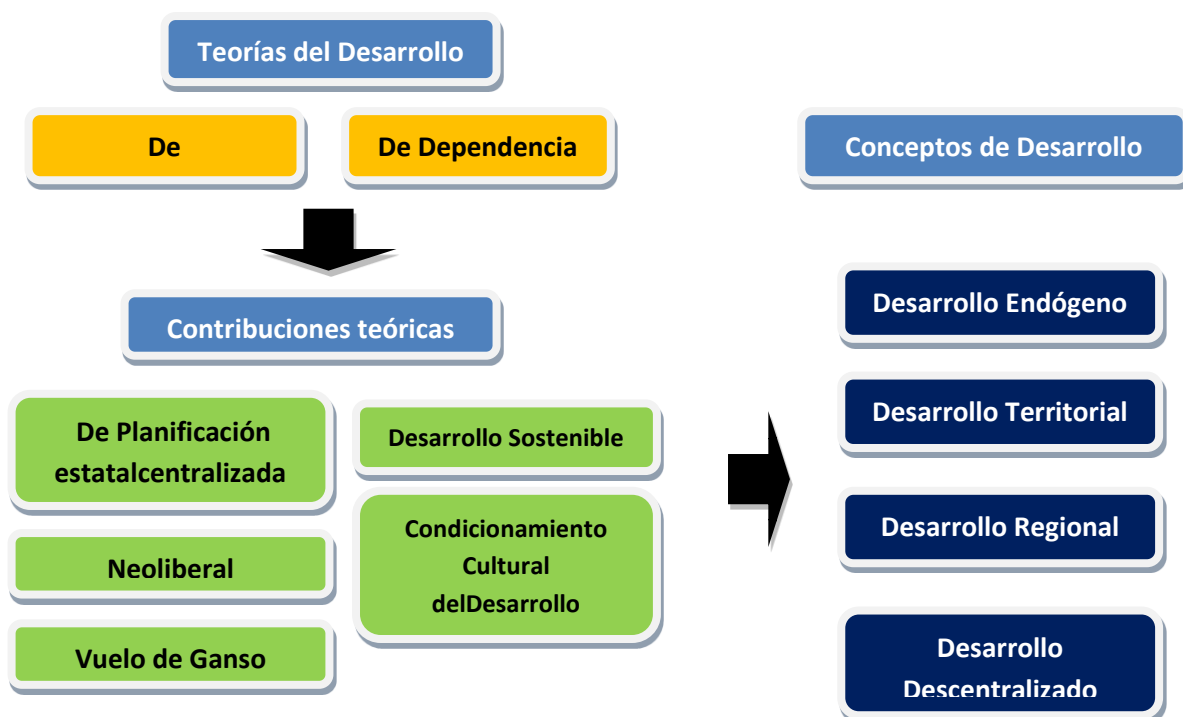 Teorías del Desarrollo
De
De Dependencia
Contribuciones teóricas
De Planificación
estatalcentralizada
Neoliberal
Vuelo de Ganso
Desarrollo Sostenible
Condicionamiento
Cultural
delDesarrollo
Conceptos de Desarrollo
Desarrollo Endógeno
Desarrollo Territorial
Desarrollo Regional
Desarrollo
Descentralizado